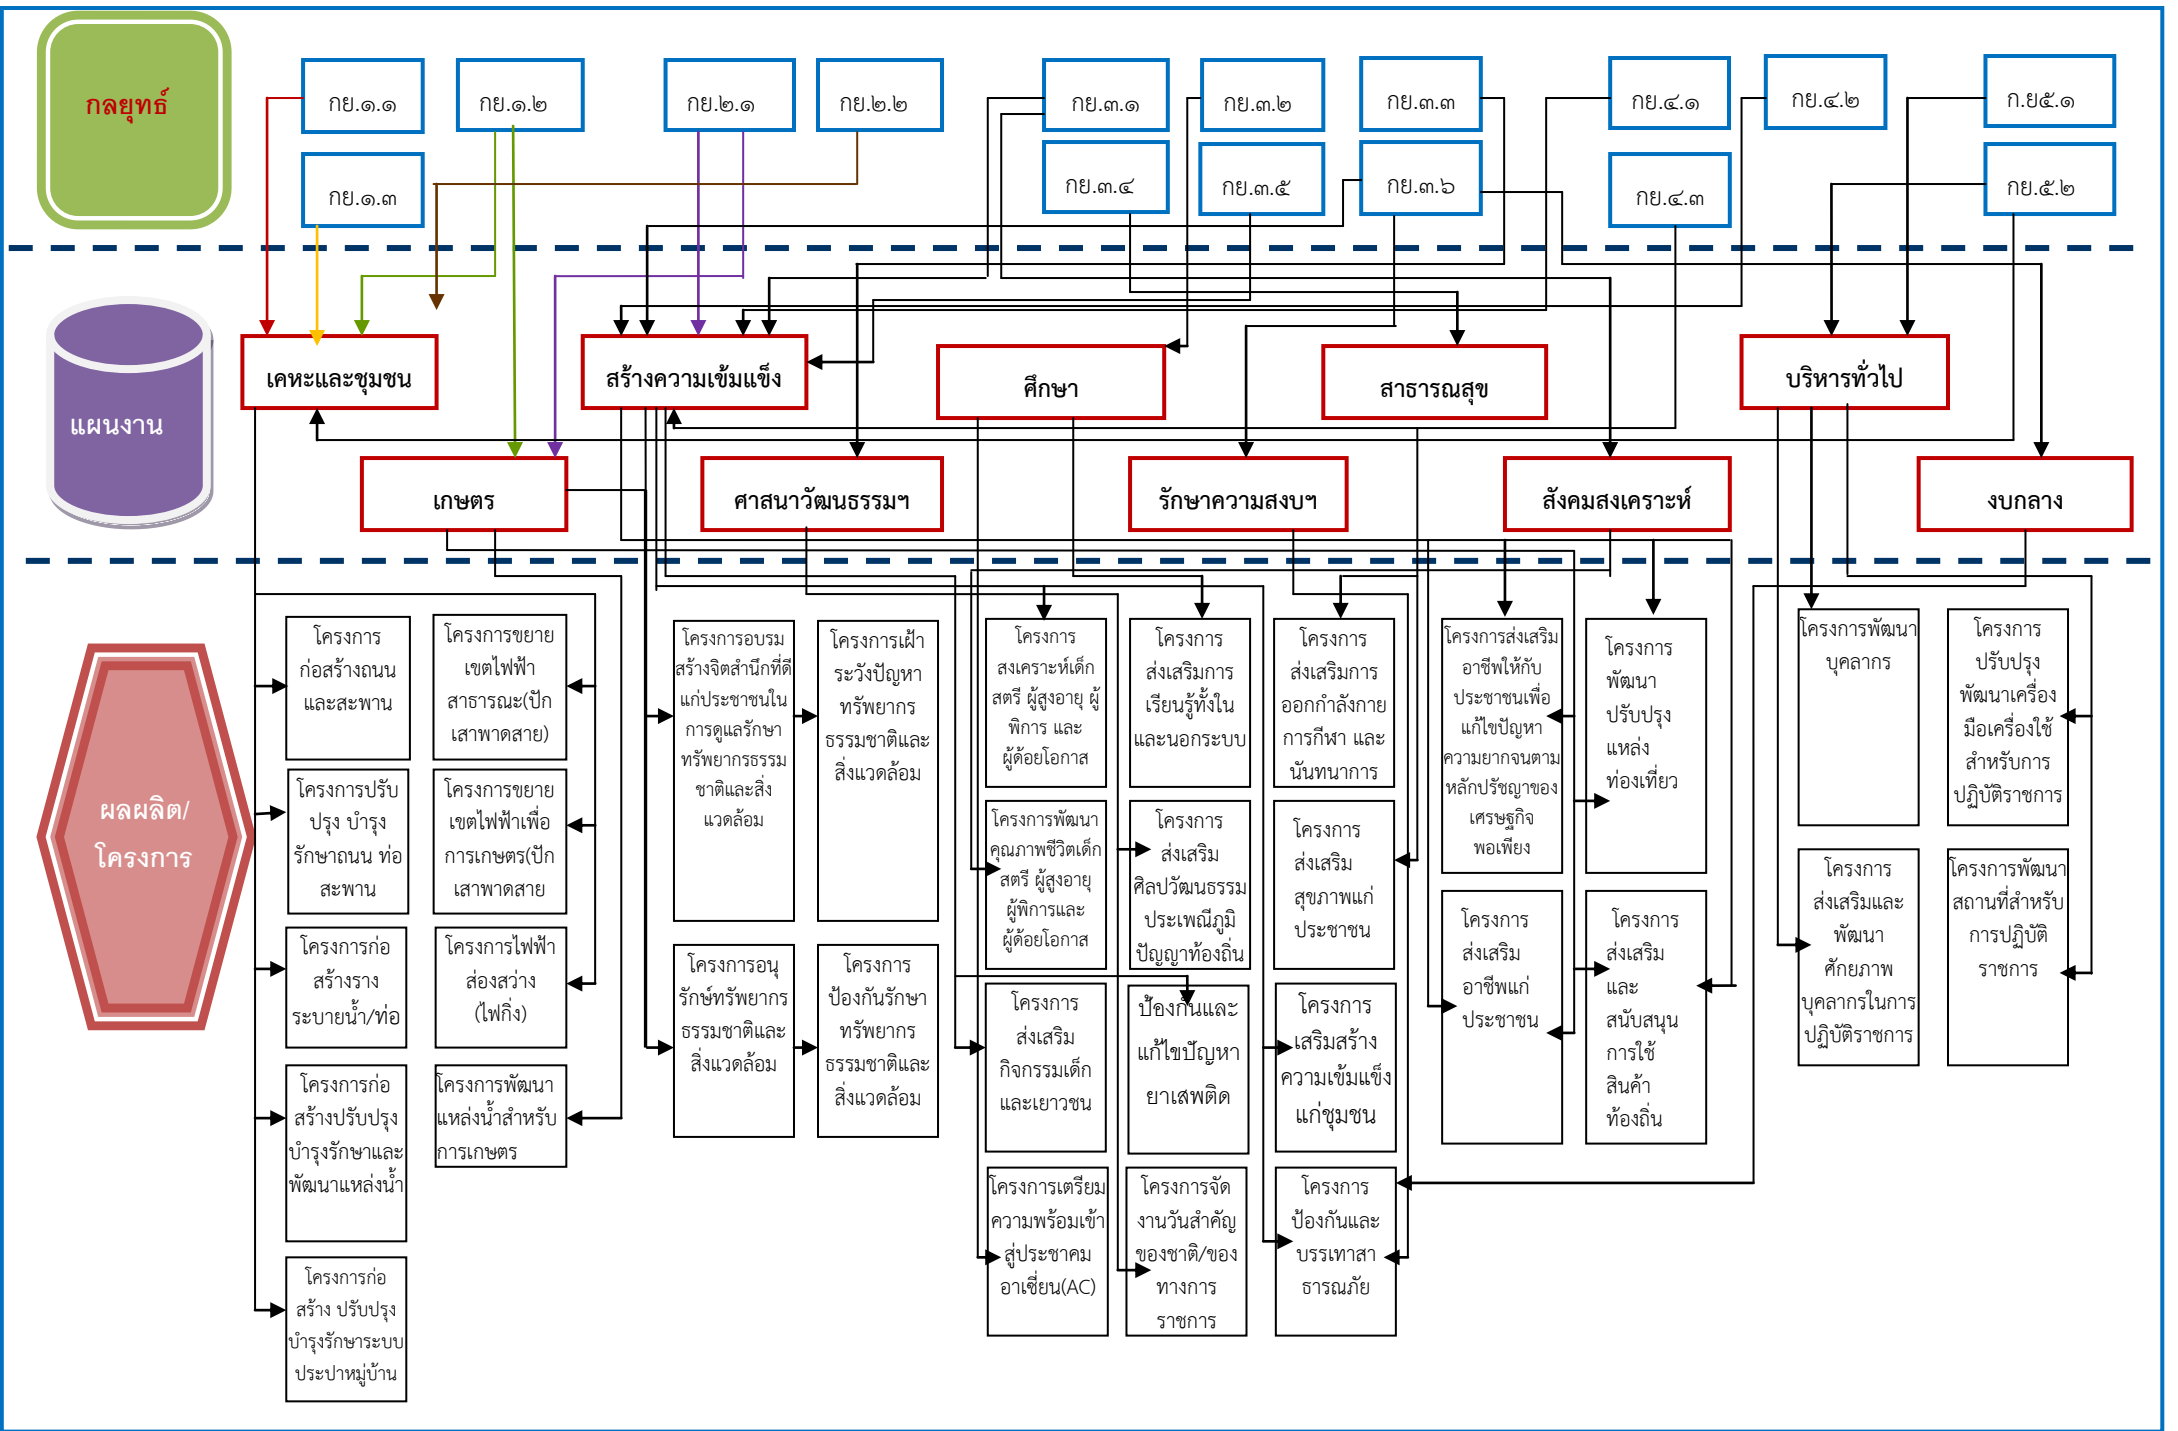 กลยุทธ์
กย.๑.๑
กย.๑.๒
กย.๒.๑
กย.๒.๒
กย.๓.๑
กย.๓.๒
กย.๓.๓
กย.๔.๑
กย.๔.๒
ก.ย๕.๑
กย.๑.๓
กย.๓.๔
กย.๓.๕
กย.๓.๖
กย.๔.๓
กย.๕.๒
แผนงาน
เคหะและชุมชน
สร้างความเข้มแข็ง
ศึกษา
สาธารณสุข
บริหารทั่วไป
เกษตร
ศาสนาวัฒนธรรมฯ
รักษาความสงบฯ
สังคมสงเคราะห์
งบกลาง
ผลผลิต/
โครงการ
โครงการ
ก่อสร้างถนน
และสะพาน
โครงการขยาย
เขตไฟฟ้า
สาธารณะ(ปัก
เสาพาดสาย)
โครงการอบรม
สร้างจิตสำนึกที่ดี
แก่ประชาชนใน
การดูแลรักษา
ทรัพยากรธรรม
ชาติและสิ่ง
แวดล้อม
โครงการเฝ้า
ระวังปัญหา
ทรัพยากร
ธรรมชาติและ
สิ่งแวดล้อม
โครงการ
สงเคราะห์เด็ก
สตรี ผู้สูงอายุ ผู้
พิการ และ
ผู้ด้อยโอกาส
โครงการ
ส่งเสริมการ
เรียนรู้ทั้งใน
และนอกระบบ
โครงการ
ส่งเสริมการ
ออกกำลังกาย
การกีฬา และ
นันทนาการ
โครงการส่งเสริม
อาชีพให้กับ
ประชาชนเพื่อ
แก้ไขปัญหา
ความยากจนตาม
หลักปรัชญาของ
เศรษฐกิจ
พอเพียง
โครงการ
พัฒนา
ปรับปรุง
แหล่ง
ท่องเที่ยว
โครงการพัฒนา
บุคลากร
โครงการ
ปรับปรุง
พัฒนาเครื่อง
มือเครื่องใช้
สำหรับการ
ปฏิบัติราชการ
โครงการปรับ
ปรุง บำรุง
รักษาถนน ท่อ
สะพาน
โครงการขยาย
เขตไฟฟ้าเพื่อ
การเกษตร(ปัก
เสาพาดสาย
โครงการพัฒนา
คุณภาพชีวิตเด็ก
สตรี ผู้สูงอายุ
ผู้พิการและ
ผู้ด้อยโอกาส
โครงการ
ส่งเสริม
ศิลปวัฒนธรรม
ประเพณีภูมิ
ปัญญาท้องถิ่น
โครงการ
ส่งเสริม
สุขภาพแก่
ประชาชน
โครงการ
ส่งเสริม
อาชีพแก่
ประชาชน
โครงการ
ส่งเสริม
และ
สนับสนุน
การใช้
สินค้า
ท้องถิ่น
โครงการ
ส่งเสริมและ
พัฒนา
ศักยภาพ
บุคลากรในการ
ปฏิบัติราชการ
โครงการพัฒนา
สถานที่สำหรับ
การปฏิบัติ
ราชการ
โครงการก่อ
สร้างราง
ระบายน้ำ/ท่อ
โครงการไฟฟ้า
ส่องสว่าง
(ไฟกิ่ง)
โครงการอนุ
รักษ์ทรัพยากร
ธรรมชาติและ
สิ่งแวดล้อม
โครงการ
ป้องกันรักษา
ทรัพยากร
ธรรมชาติและ
สิ่งแวดล้อม
โครงการ
ส่งเสริม
กิจกรรมเด็ก
และเยาวชน
ป้องกันและ
แก้ไขปัญหา
ยาเสพติด
โครงการ
เสริมสร้าง
ความเข้มแข็ง
แก่ชุมชน
โครงการก่อ
สร้างปรับปรุง
บำรุงรักษาและ
พัฒนาแหล่งน้ำ
โครงการพัฒนา
แหล่งน้ำสำหรับ
การเกษตร
โครงการเตรียม
ความพร้อมเข้า
สู่ประชาคม
อาเซี่ยน(AC)
โครงการจัด
งานวันสำคัญ
ของชาติ/ของ
ทางการ
ราชการ
โครงการ
ป้องกันและ
บรรเทาสา
ธารณภัย
โครงการก่อ
สร้าง ปรับปรุง
บำรุงรักษาระบบ
ประปาหมู่บ้าน